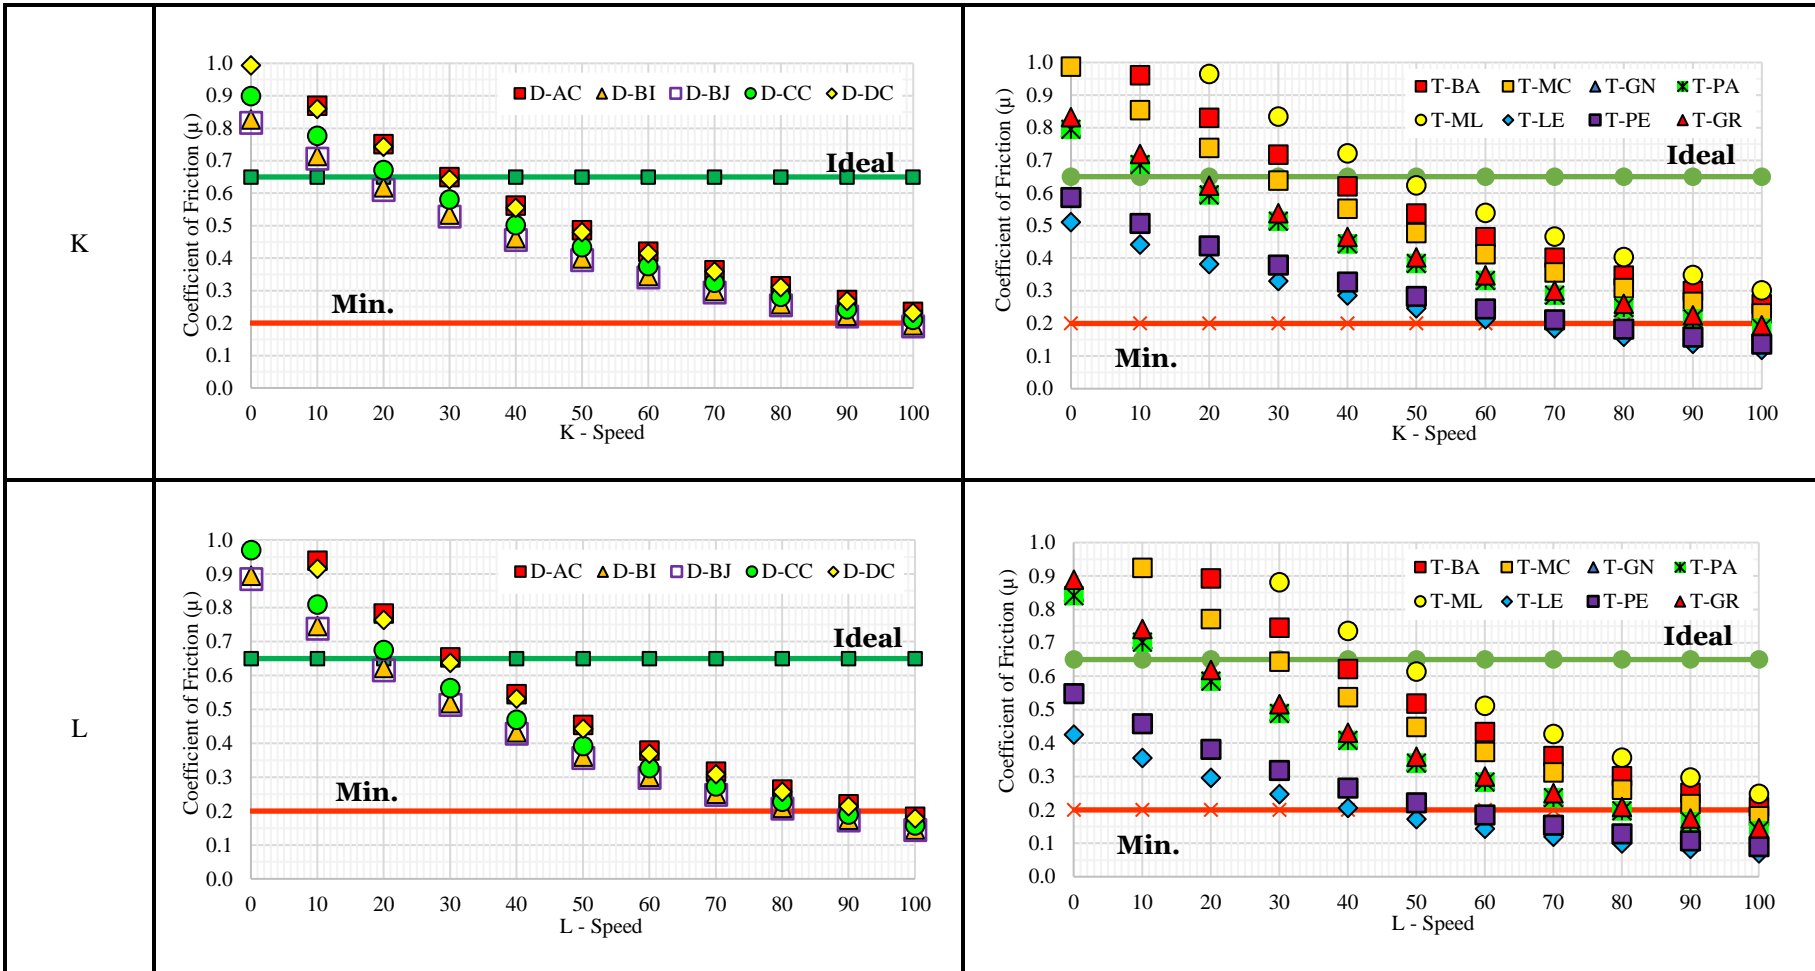 K
Coefficient of Friction (μ)
1.0
0.9
0.8
0.7
0.6
0.5
0.4
0.3
0.2
0.1
0.0
D-AC D-BI D-BJ D-CC D-DC
Ideal
Min.
0 10 20 30 40 50 60 70 80 90 100
K - Speed
Coefficient of Friction (μ)
1.0
0.9
0.8
0.7
0.6
0.5
0.4
0.3
0.2
0.1
0.0
T-BA T-MC T-GN T-PA
T-ML T-LE T-PE T-GR
Ideal
Min.
0 10 20 30 40 50 60 70 80 90 100
K - Speed
L
Coefficient of Friction (μ)
1.0
0.9
0.8
0.7
0.6
0.5
0.4
0.3
0.2
0.1
0.0
D-AC D-BI D-BJ D-CC D-DC
Ideal
Min.
0 10 20 30 40 50 60 70 80 90 100
L - Speed
Coefficient of Friction (μ)
1.0
0.9
0.8
0.7
0.6
0.5
0.4
0.3
0.2
0.1
0.0
T-BA T-MC T-GN T-PA
T-ML T-LE T-PE T-GR
Ideal
Min.
0 10 20 30 40 50 60 70 80 90 100
L - Speed